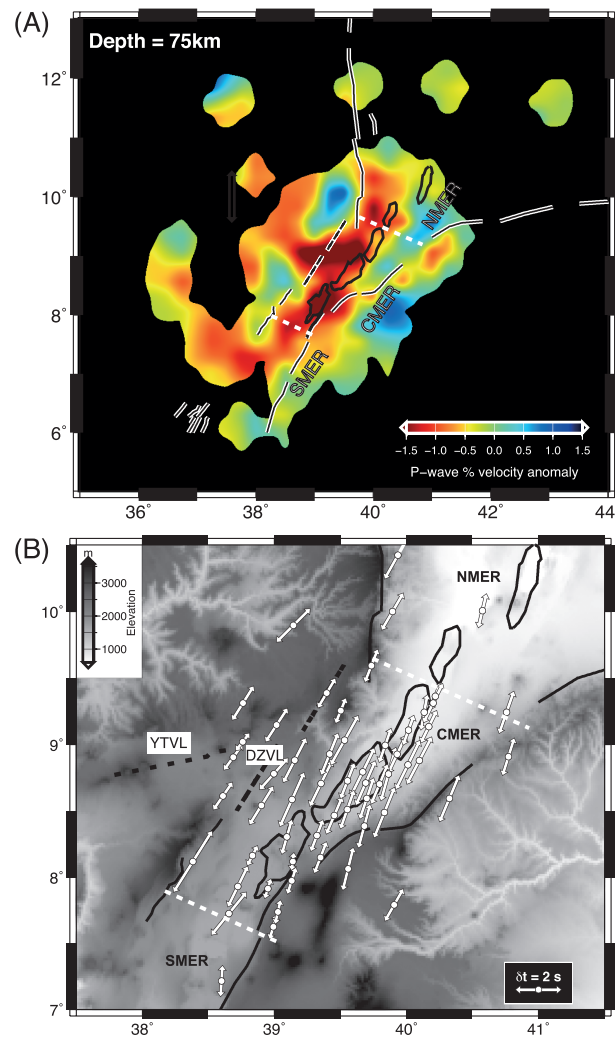 (A)
Depth = 75km
12°
10°
8°
6°
NMER
CMER
SMER
−1.5 −1.0 −0.5 0.0 0.5 1.0 1.5
P-wave % velocity anomaly
36° 38° 40° 42° 44°
(B)
m
3000
2000
1000
Elevation
10°
9°
8°
7°
NMER
CMER
YTVL
DZVL
SMER
δt = 2 s
38° 39° 40° 41°